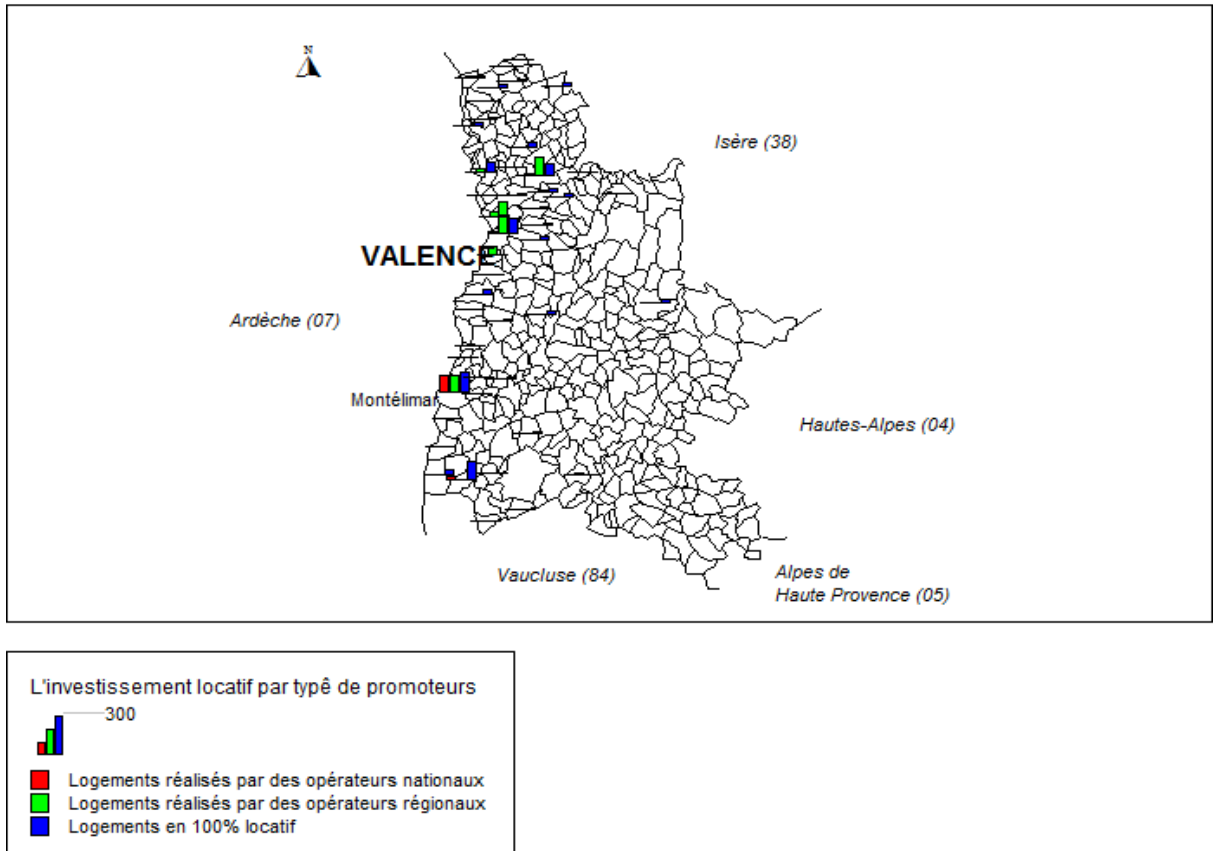 N
Isère (38)
VALENCE
Ardèche (07)
Montélimar
Hautes-Alpes (04)
Vaucluse (84)
Alpes de
Haute Provence (05)
L'investissement locatif par typê de promoteurs
300
Logements réalisés par des opérateurs nationaux
Logements réalisés par des opérateurs régionaux
Logements en 100% locatif